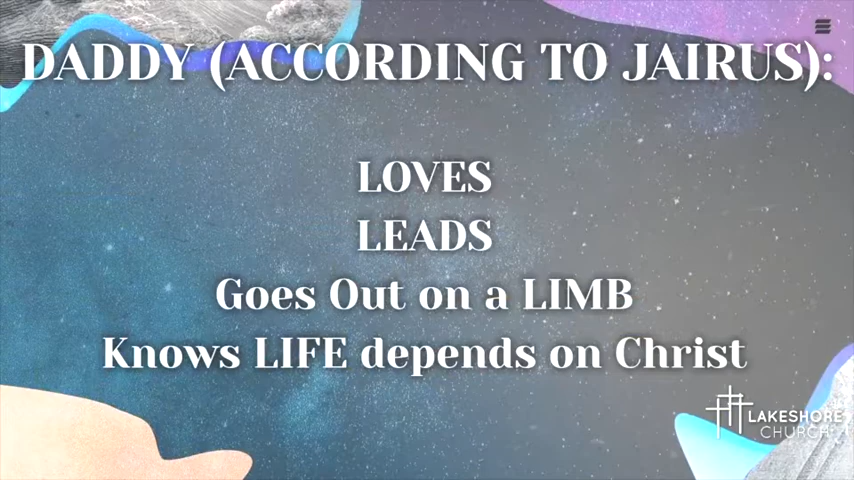 DADDY (ACCORDING TO JAIRUS):
LOVES
LEADS
Goes Out on a LIMB
Knows LIFE depends on Christ
LAKESHORE
CHURCH